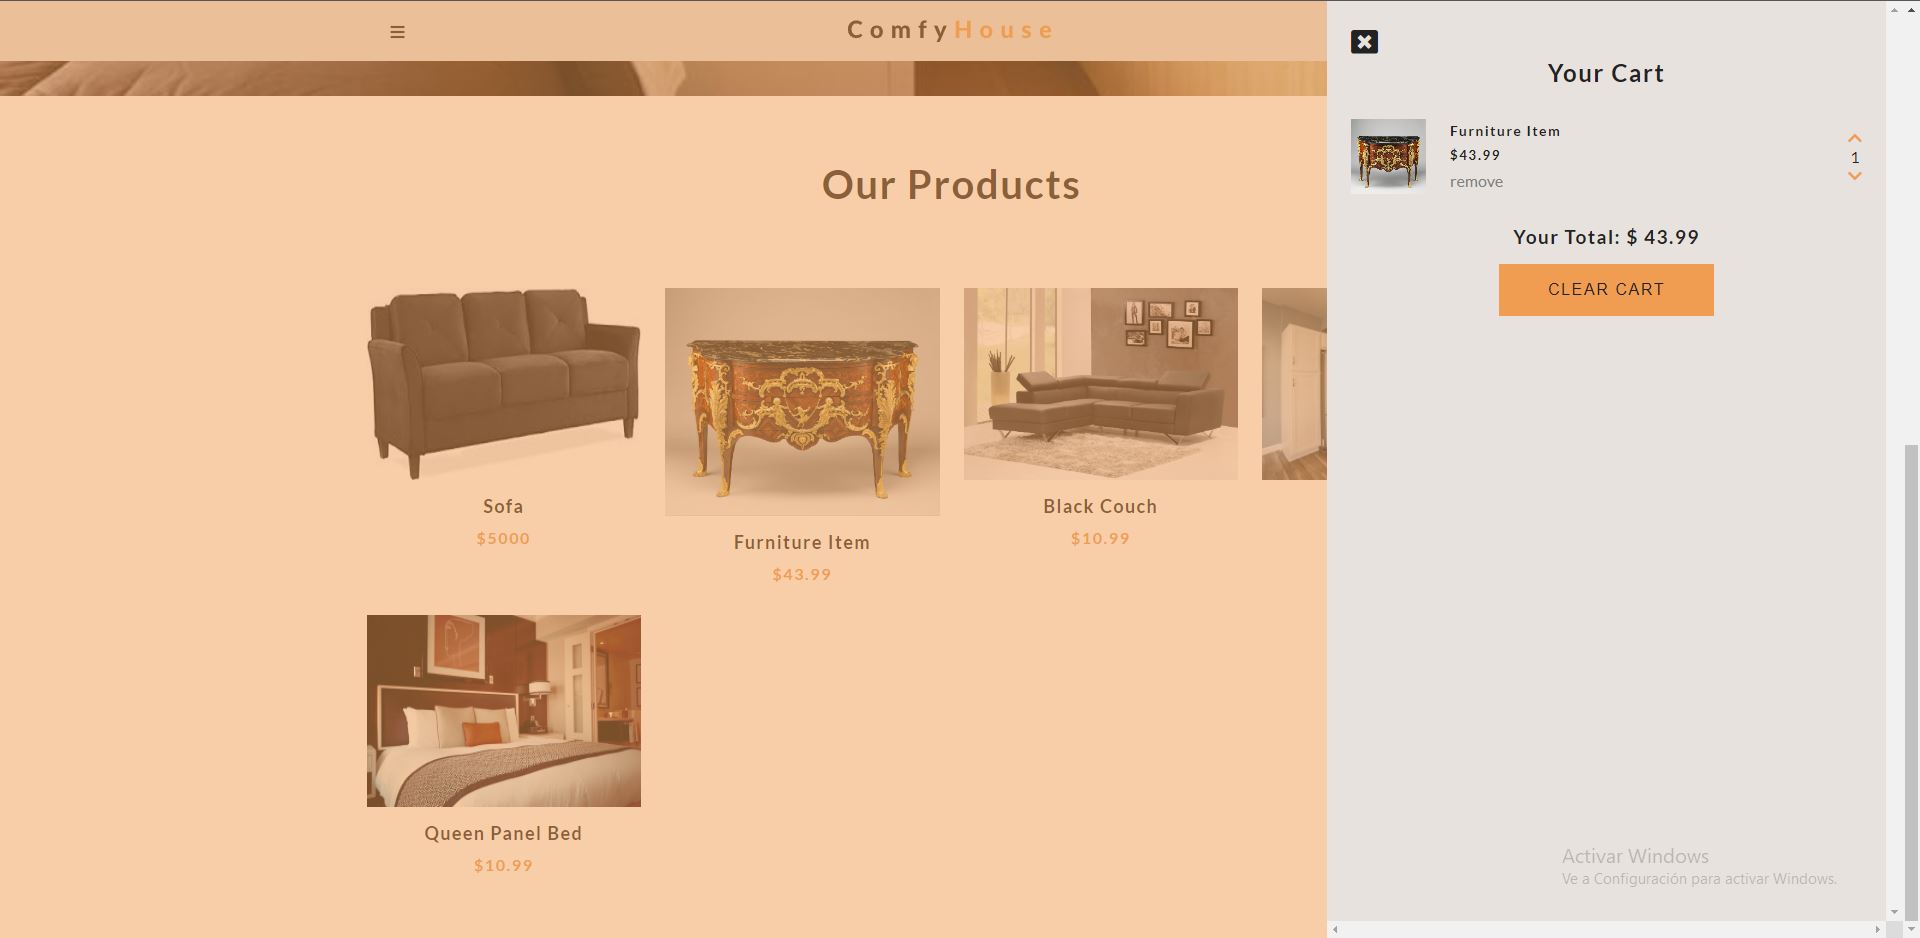 ComfyHouse
Our Products
Sofa
$5000
Furniture Item
$43.99
Black Couch
$10.99
Queen Panel Bed
$10.99
Your Cart
Furniture Item
$43.99
remove
1
Your Total: $ 43.99
CLEAR CART
Activar Windows
Ve a Configuración para activar Windows.